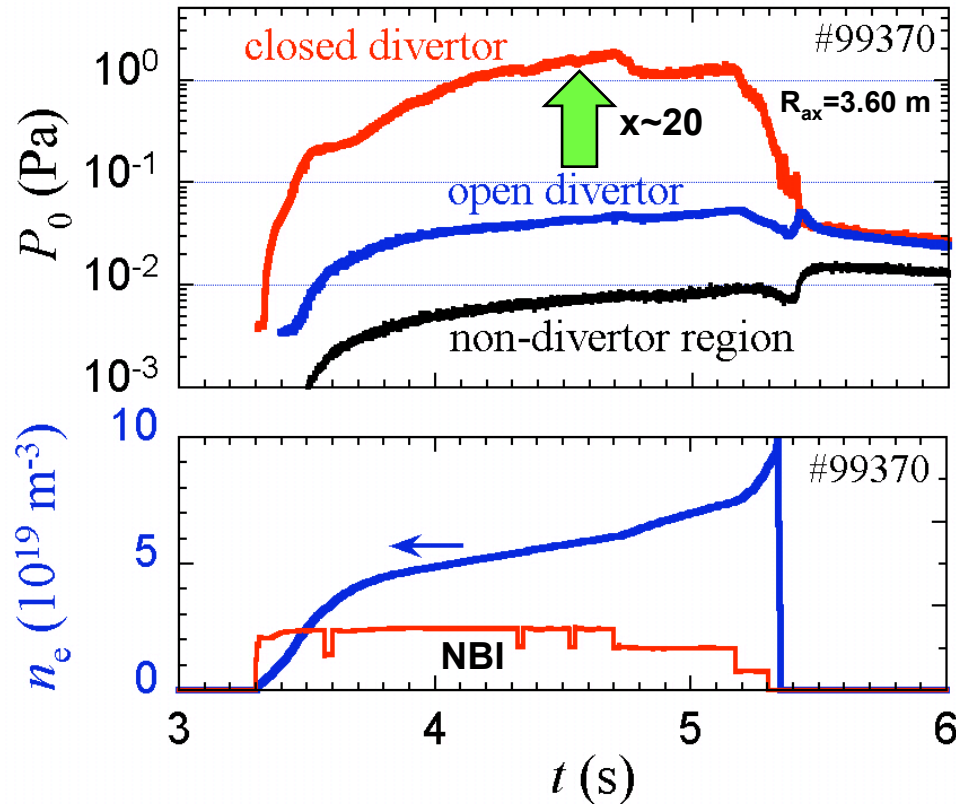 closed divertor
#99370
R_ax=3.60 m
x~20
open divertor
non-divertor region
P_0 (Pa)
10^0
10^-1
10^-2
10^-3
#99370
NBI
n_e (10^19 m^-3)
10
5
0
3 4 5 6
t (s)